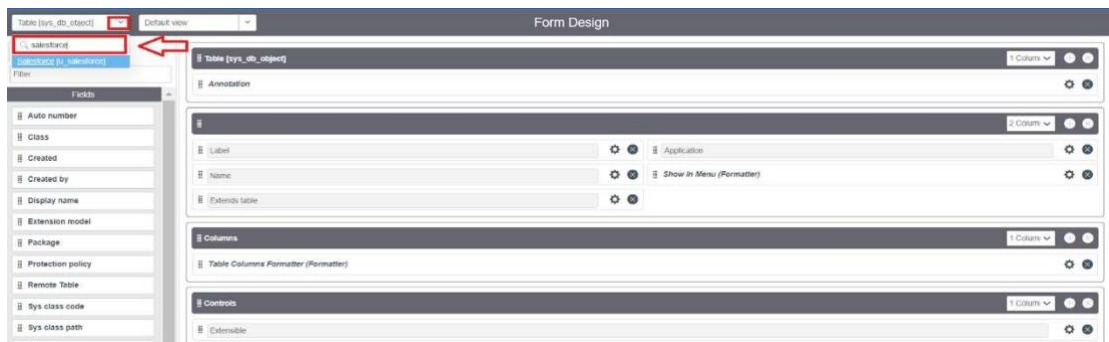 Table [sys_db_object]
Default view
Form Design
salesforce
Salesforce [u_salesforce]
Filter
Fields
Auto number
Class
Created
Created by
Display name
Extension model
Package
Protection policy
Remote Table
Sys class code
Sys class path
Table [sys_db_object]
1 Column
Annotation
2 Colum
Label
Application
Name
Show In Menu (Formatter)
Extends table
Columns
1 Column
Table Columns Formatter (Formatter)
Controls
1 Column
Extensible